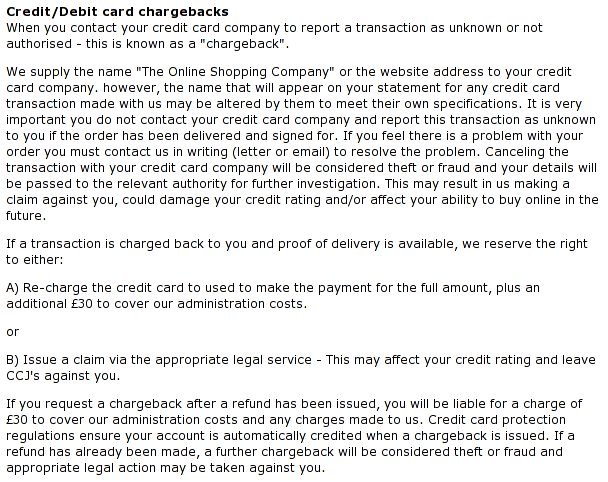 Credit/Debit card chargebacks
When you contact your credit card company to report a transaction as unknown or not
authorised - this is known as a "chargeback".
We supply the name "The Online Shopping Company" or the website address to your credit
card company. however, the name that will appear on your statement for any credit card
transaction made with us may be altered by them to meet their own specifications. It is very
important you do not contact your credit card company and report this transaction as unknown
to you if the order has been delivered and signed for. If you feel there is a problem with your
order you must contact us in writing (letter or email) to resolve the problem. Canceling the
transaction with your credit card company will be considered theft or fraud and your details will
be passed to the relevant authority for further investigation. This may result in us making a
claim against you, could damage your credit rating and/or affect your ability to buy online in the
future.
If a transaction is charged back to you and proof of delivery is available, we reserve the right
to either:
A) Re-charge the credit card to used to make the payment for the full amount, plus an
additional £30 to cover our administration costs.
or
B) Issue a claim via the appropriate legal service - This may affect your credit rating and leave
CCJ's against you.
If you request a chargeback after a refund has been issued, you will be liable for a charge of
£30 to cover our administration costs and any charges made to us. Credit card protection
regulations ensure your account is automatically credited when a chargeback is issued. If a
refund has already been made, a further chargeback will be considered theft or fraud and
appropriate legal action may be taken against you.